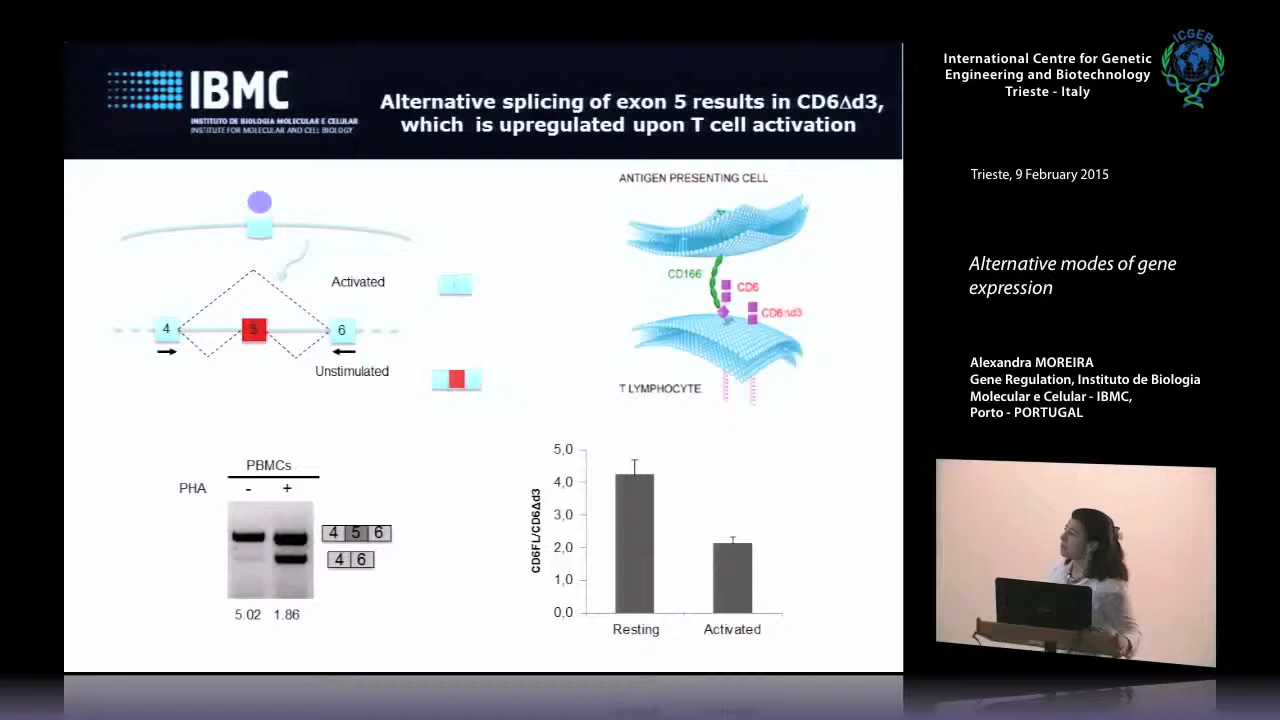 IBMC
INSTITUTO DE BIOLOGIA MOLECULAR E CELULAR
INSTITUTE FOR MOLECULAR AND CELL BIOLOGY
Alternative splicing of exon 5 results in CD6Δd3,
which is upregulated upon T cell activation
Activated
4
5
6
Unstimulated
ANTIGEN PRESENTING CELL
CD166
CD6
CD6Δd3
T LYMPHOCYTE
PBMCs
PHA - +
4 5 6
4 6
5.02 1.86
CD6FL/CD6Δd3
5,0
4,0
3,0
2,0
1,0
0,0
Resting Activated
International Centre for Genetic
Engineering and Biotechnology
Trieste - Italy
ICGEB
Trieste, 9 February 2015
Alternative modes of gene
expression
Alexandra MOREIRA
Gene Regulation, Instituto de Biologia
Molecular e Celular - IBMC,
Porto - PORTUGAL